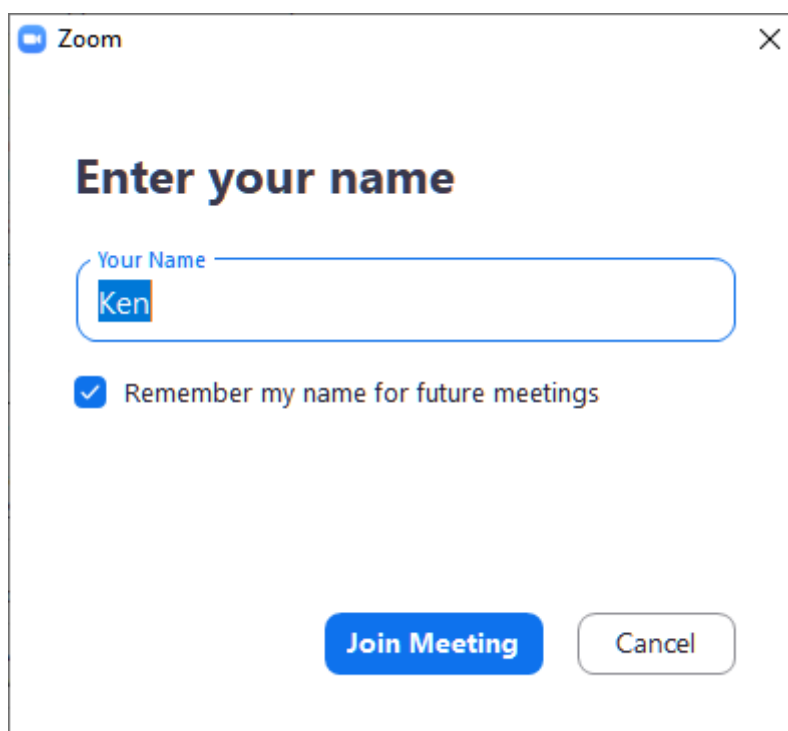 Zoom
Enter your name
Your Name
Ken
Remember my name for future meetings
Join Meeting
Cancel